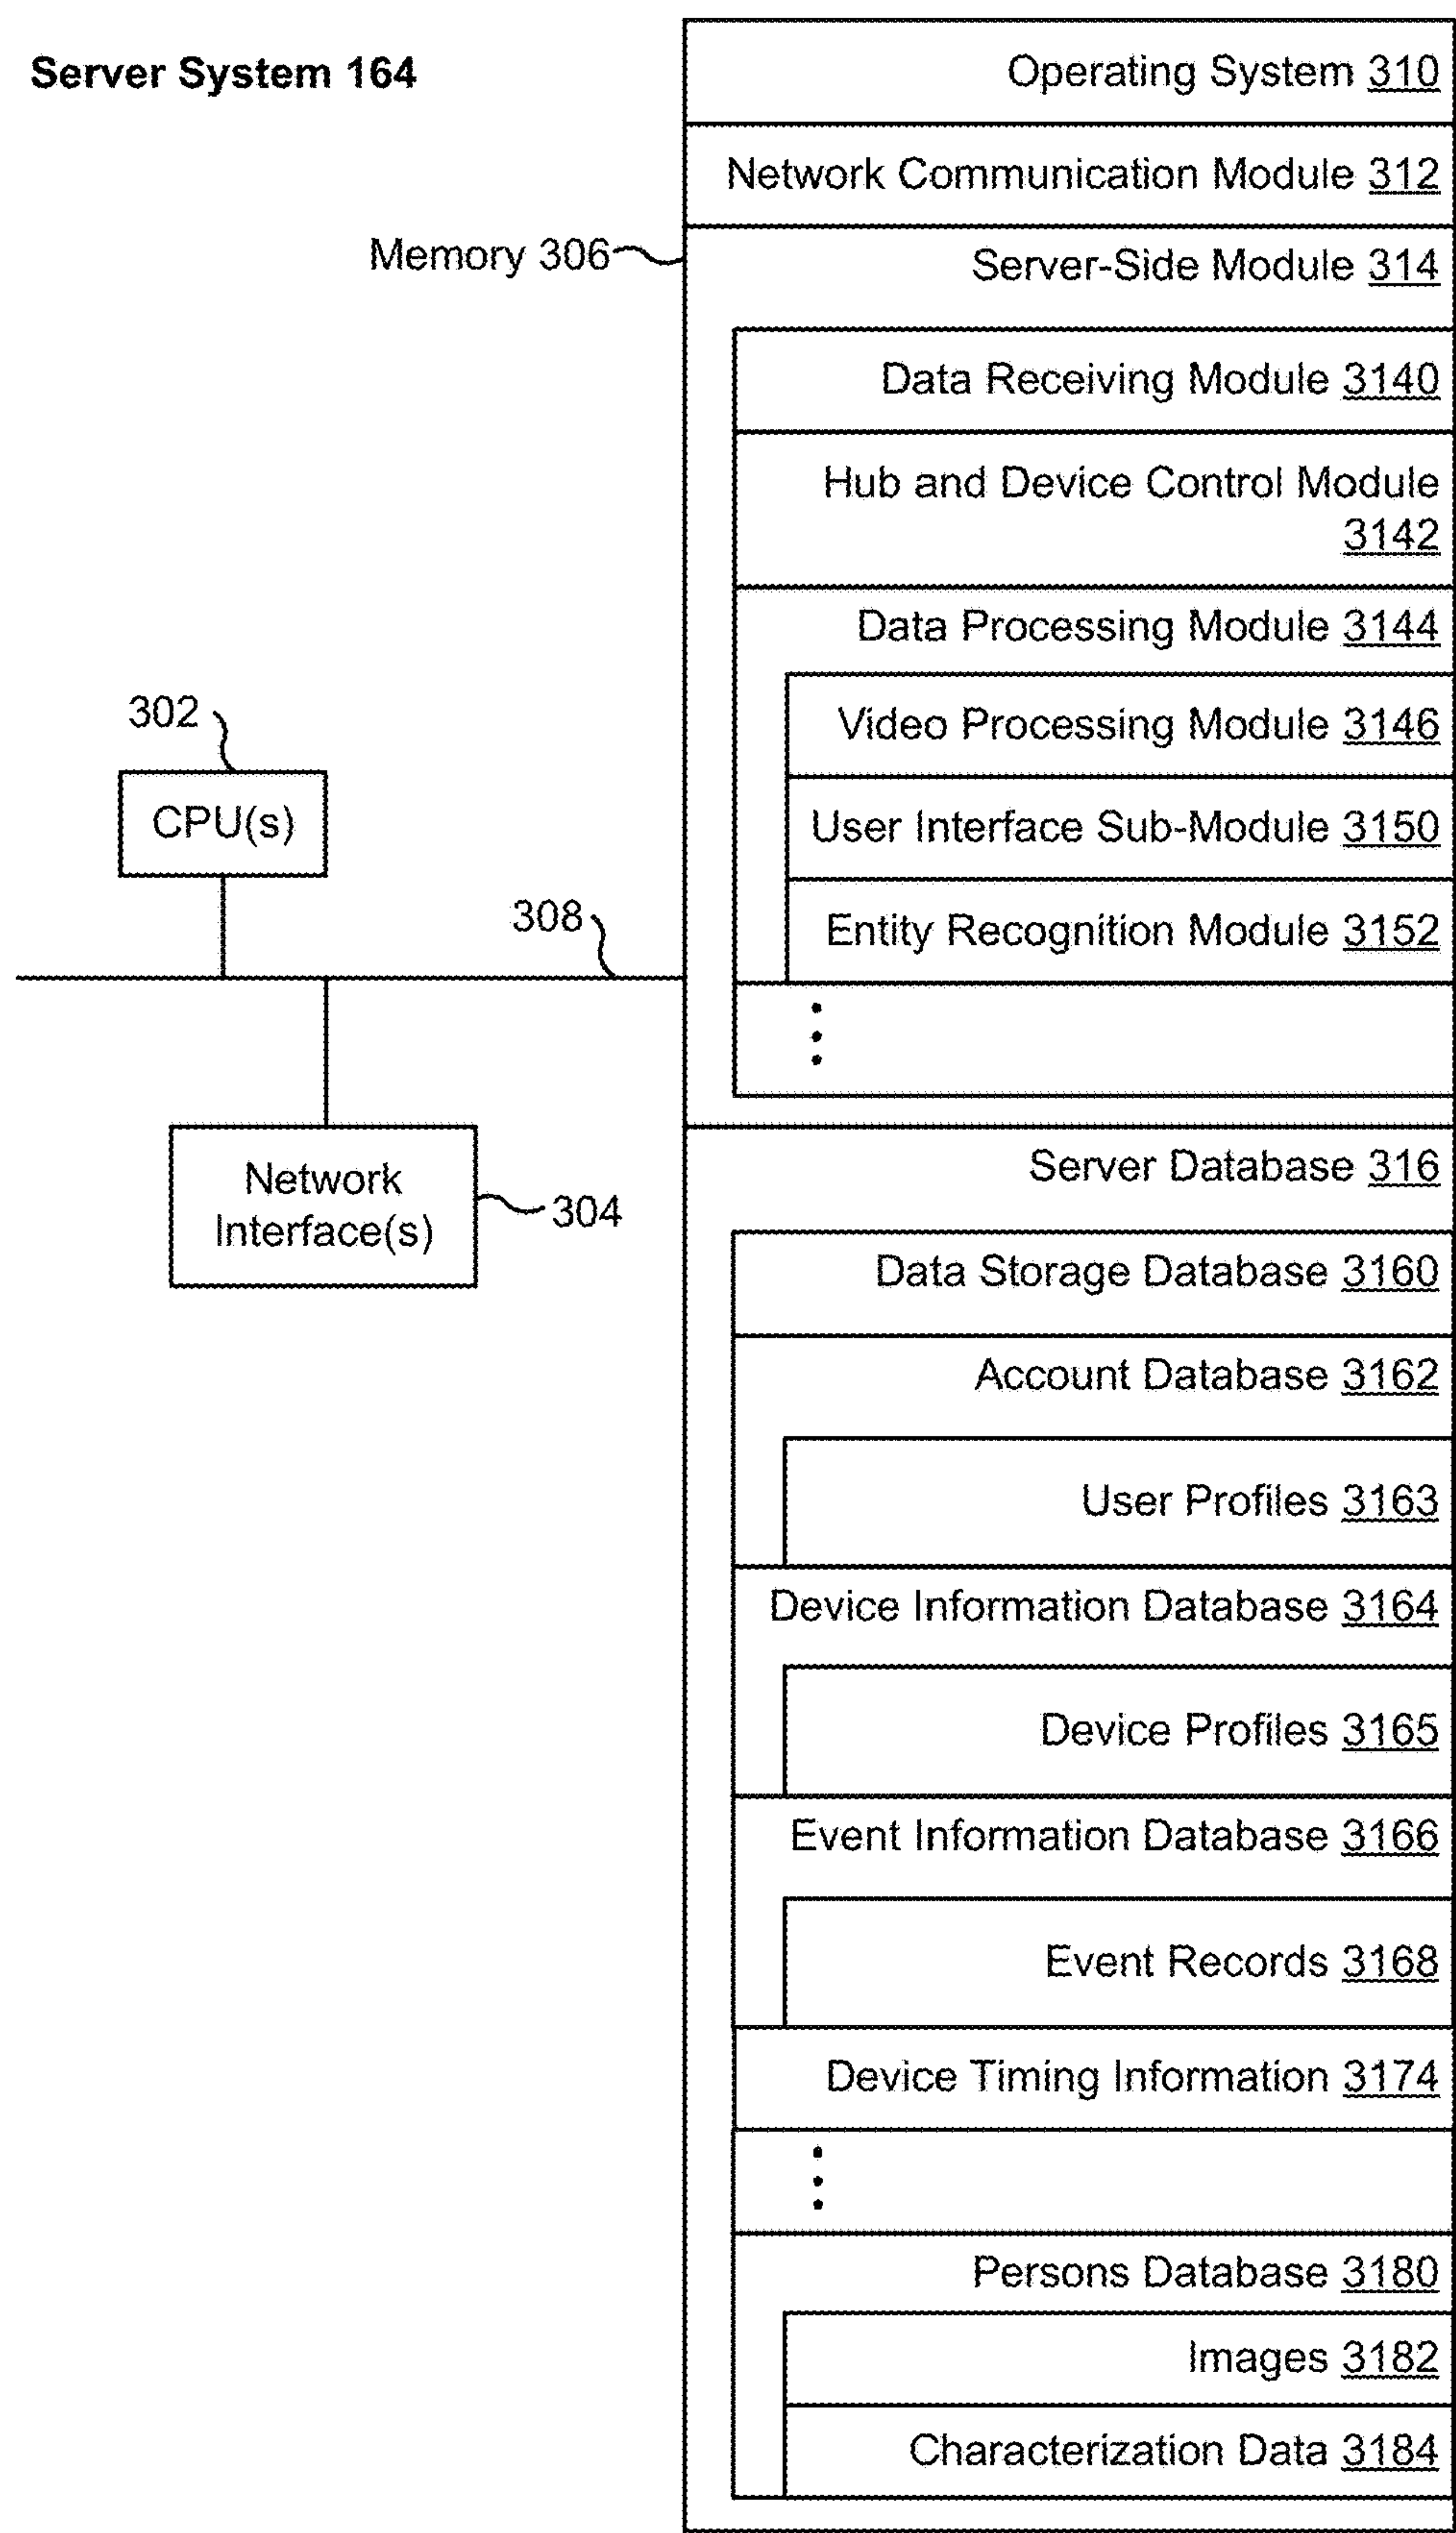 Server System 164
Operating System 310
Network Communication Module 312
Memory 306
Server-Side Module 314
Data Receiving Module 3140
Hub and Device Control Module
3142
Data Processing Module 3144
Video Processing Module 3146
User Interface Sub-Module 3150
Entity Recognition Module 3152
302
CPU(s)
308
Network
Interface(s)
304
Server Database 316
Data Storage Database 3160
Account Database 3162
User Profiles 3163
Device Information Database 3164
Device Profiles 3165
Event Information Database 3166
Event Records 3168
Device Timing Information 3174
Persons Database 3180
Images 3182
Characterization Data 3184